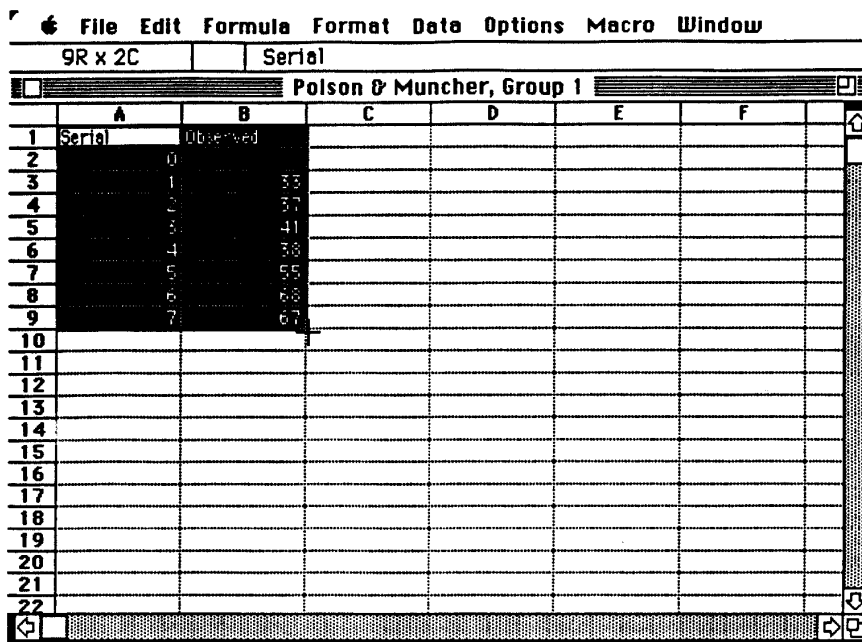 File Edit Formula Format Data Options Macro Window
9R x 2C Serial
Polson & Muncher, Group 1
A B C D E F
1 Serial Observed
2 0
3 1 33
4 2 37
5 3 41
6 4 38
7 5 55
8 6 68
9 7 67
10
11
12
13
14
15
16
17
18
19
20
21
22